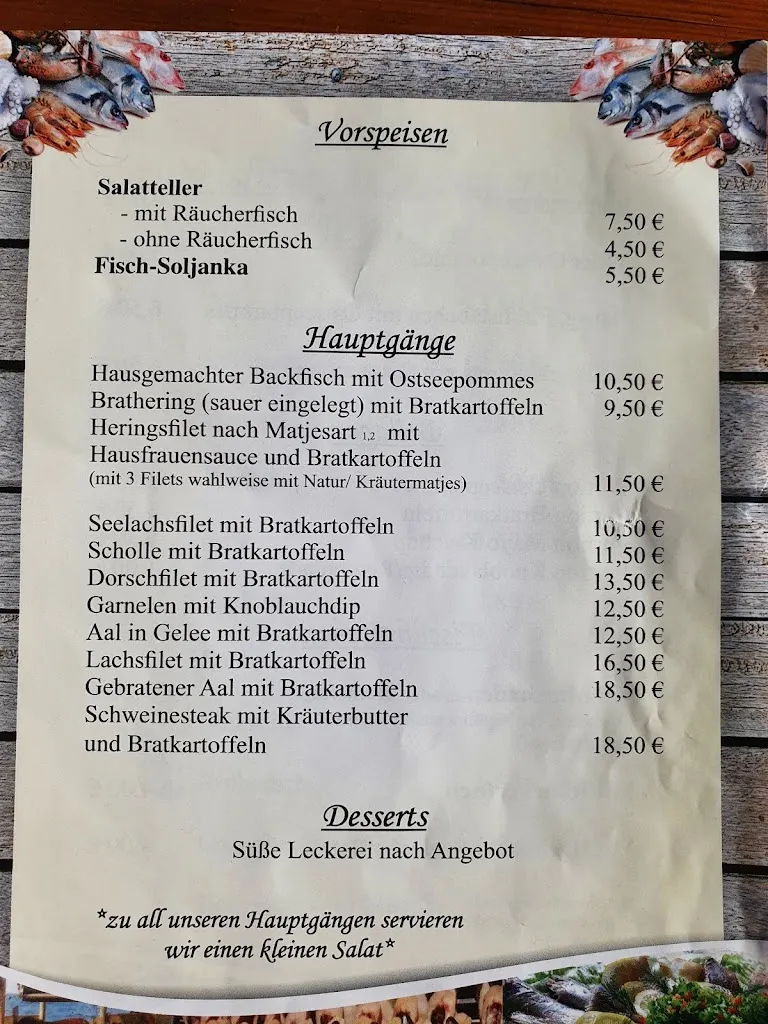 Vorspeisen
Salatteller
- mit Räucherfisch 7,50 €
- ohne Räucherfisch 4,50 €
Fisch-Soljanka 5,50 €
Hauptgänge
Hausgemachter Backfisch mit Ostseepommes 10,50 €
Brathering (sauer eingelegt) mit Bratkartoffeln 9,50 €
Heringsfilet nach Matjesart 1,2 mit
Hausfrauensauce und Bratkartoffeln
(mit 3 Filets wahlweise mit Natur/ Kräutermatjes) 11,50 €
Seelachsfilet mit Bratkartoffeln 10,50 €
Scholle mit Bratkartoffeln 11,50 €
Dorschfilet mit Bratkartoffeln 13,50 €
Garnelen mit Knoblauchdip 12,50 €
Aal in Gelee mit Bratkartoffeln 12,50 €
Lachsfilet mit Bratkartoffeln 16,50 €
Gebratener Aal mit Bratkartoffeln 18,50 €
Schweinesteak mit Kräuterbutter
und Bratkartoffeln 18,50 €
Desserts
Süße Leckerei nach Angebot
*zu all unseren Hauptgängen servieren
wir einen kleinen Salat*